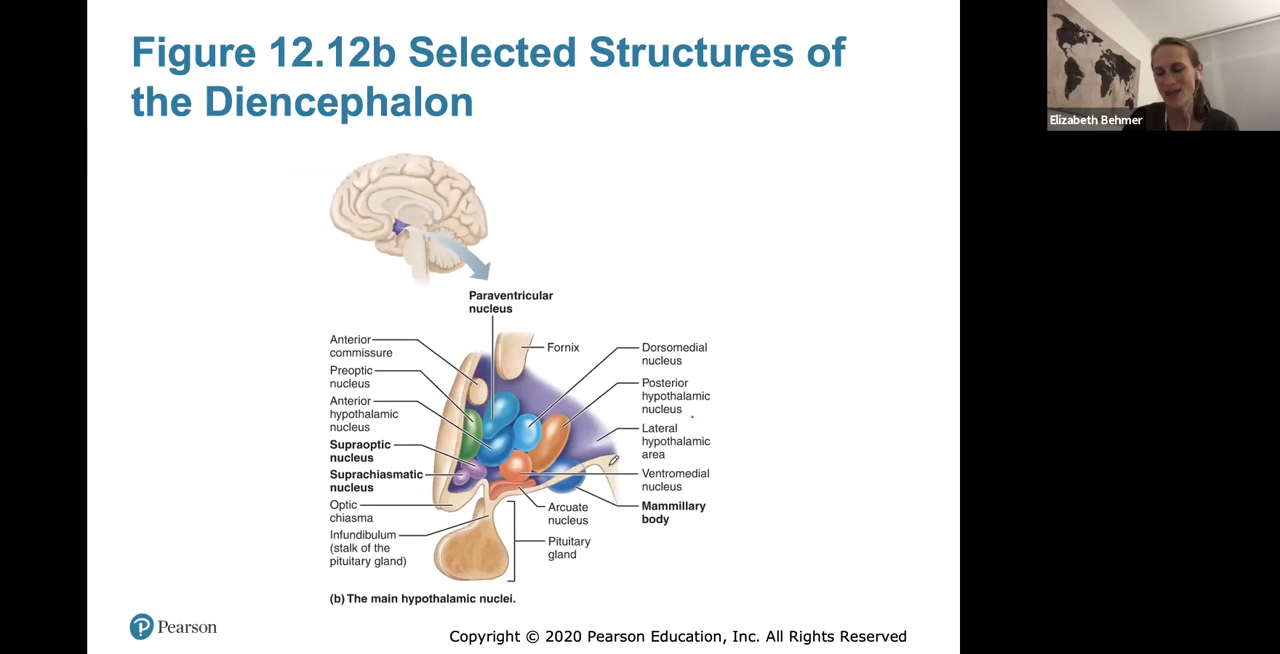 Figure 12.12b Selected Structures of
the Diencephalon
Elizabeth Behmer
Paraventricular
nucleus
Anterior
commissure
Preoptic
nucleus
Anterior
hypothalamic
nucleus
Supraoptic
nucleus
Suprachiasmatic
nucleus
Optic
chiasma
Infundibulum
(stalk of the
pituitary gland)
Fornix
Dorsomedial
nucleus
Posterior
hypothalamic
nucleus
Lateral
hypothalamic
area
Ventromedial
nucleus
Mammillary
body
Arcuate
nucleus
Pituitary
gland
(b) The main hypothalamic nuclei.
P Pearson
Copyright © 2020 Pearson Education, Inc. All Rights Reserved